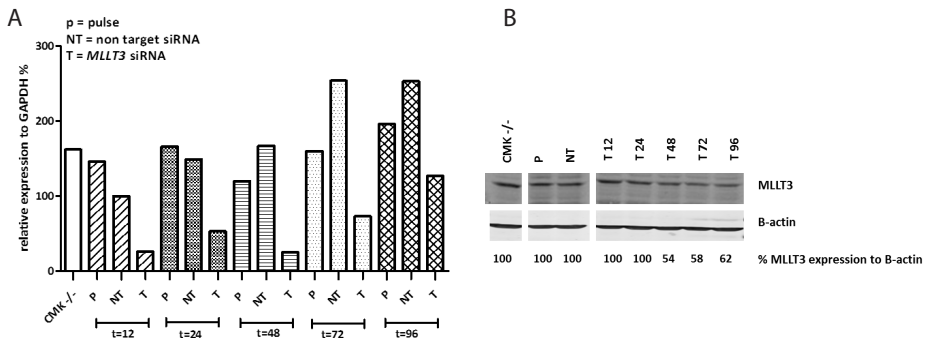 A
p = pulse
NT = non target siRNA
T = MLLT3 siRNA
relative expression to GAPDH %
300
200
100
0
CMK -/- P NT T P NT T P NT T P NT T P NT T
t=12 t=24 t=48 t=72 t=96
B
CMK -/- P NT T 12 T 24 T 48 T 72 T 96
MLLT3
B-actin
100 100 100 100 100 54 58 62 % MLLT3 expression to B-actin